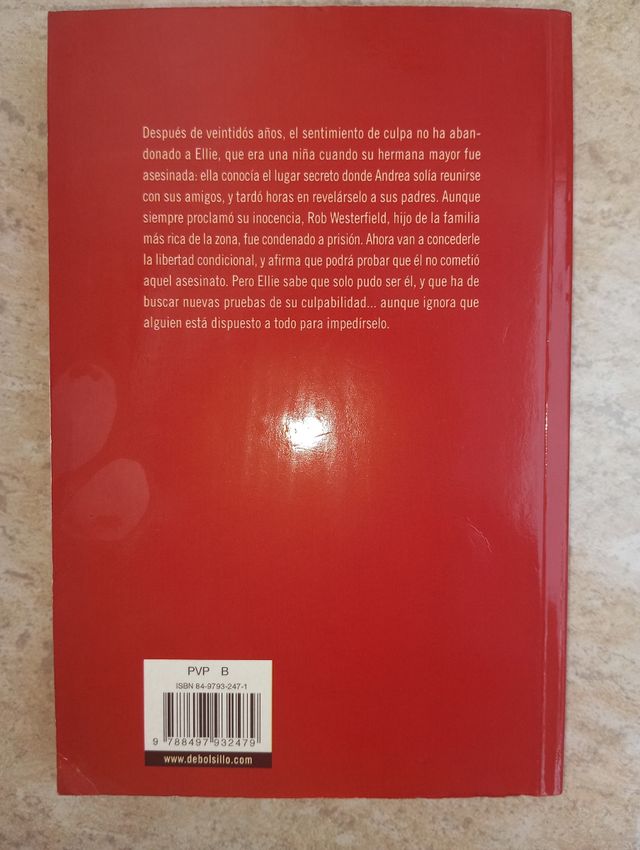 Después de veintidós años, el sentimiento de culpa no ha aban-
donado a Ellie, que era una niña cuando su hermana mayor fue
asesinada: ella conocía el lugar secreto donde Andrea solía reunirse
con sus amigos, y tardó horas en revelárselo a sus padres. Aunque
siempre proclamó su inocencia, Rob Westerfield, hijo de la familia
más rica de la zona, fue condenado a prisión. Ahora van a concederle
la libertad condicional, y afirma que podrá probar que él no cometió
aquel asesinato. Pero Ellie sabe que solo pudo ser él, y que ha de
buscar nuevas pruebas de su culpabilidad... aunque ignora que
alguien está dispuesto a todo para impedírselo.
PVP B
ISBN 84-9793-247-1
9 788497 932479
www.debolsillo.com